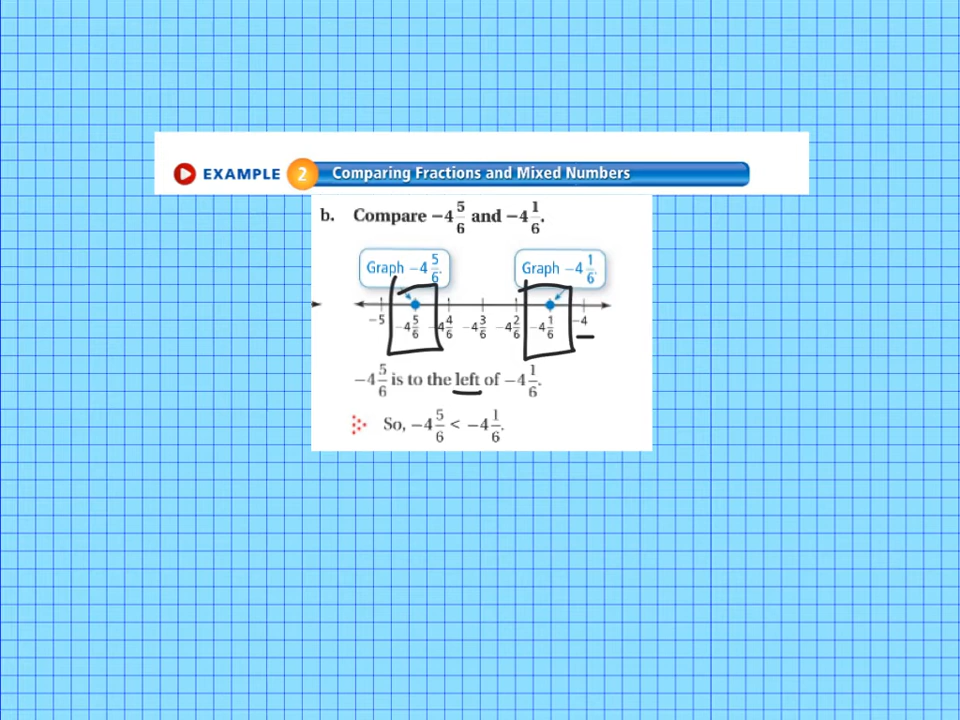 EXAMPLE 2 Comparing Fractions and Mixed Numbers
b. Compare −4 5/6 and −4 1/6.
Graph −4 5/6. Graph −4 1/6.
−5 −4 5/6 −4 4/6 −4 3/6 −4 2/6 −4 1/6 −4
−4 5/6 is to the left of −4 1/6.
So, −4 5/6 < −4 1/6.